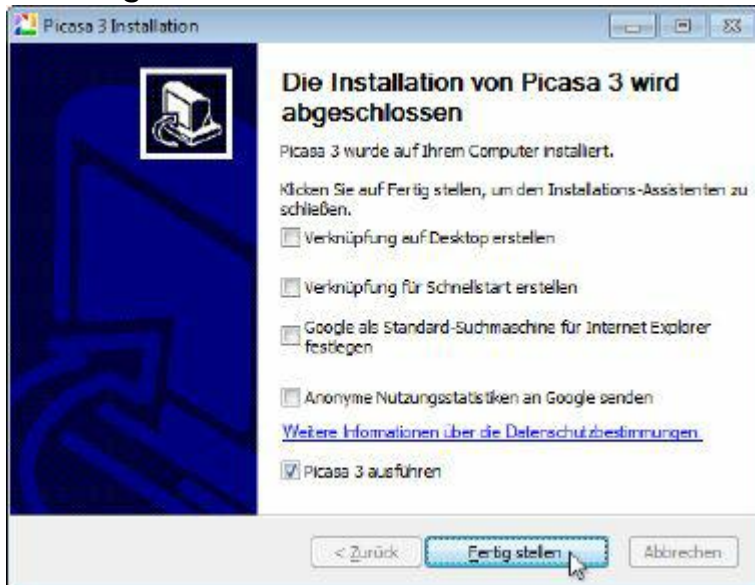 Picasa 3 Installation
Die Installation von Picasa 3 wird
abgeschlossen
Picasa 3 wurde auf Ihrem Computer installiert.
Klicken Sie auf Fertig stellen, um den Installations-Assistenten zu
schließen.
Verknüpfung auf Desktop erstellen
Verknüpfung für Schnellstart erstellen
Google als Standard-Suchmaschine für Internet Explorer
festlegen
Anonyme Nutzungsstatistiken an Google senden
Weitere Informationen über die Datenschutzbestimmungen
Picasa 3 ausführen
< Zurück
Fertig stellen
Abbrechen